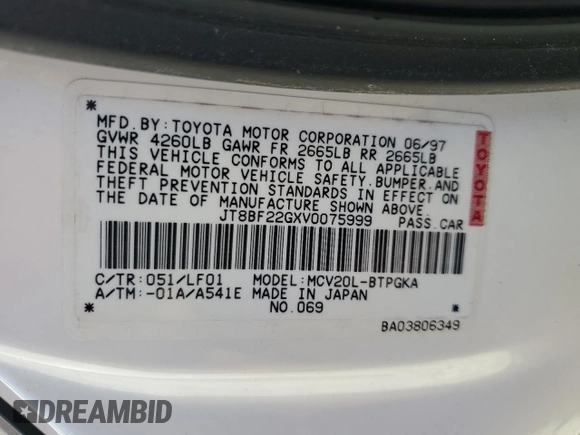 MFD. BY: TOYOTA MOTOR CORPORATION 06/97
GVWR 4260LB GAWR FR 2665LB RR 2665LB
THIS VEHICLE CONFORMS TO ALL APPLICABLE
FEDERAL MOTOR VEHICLE SAFETY, BUMPER, AND
THEFT PREVENTION STANDARDS IN EFFECT ON
THE DATE OF MANUFACTURE SHOWN ABOVE.
JT8BF22GXV0075999 PASS. CAR
TOYOTA
C/TR: 051/LF01 MODEL: MCV20L-BTPGKA
A/TM: -01A/A541E MADE IN JAPAN
NO. 069
BA03806349
DREAMBID